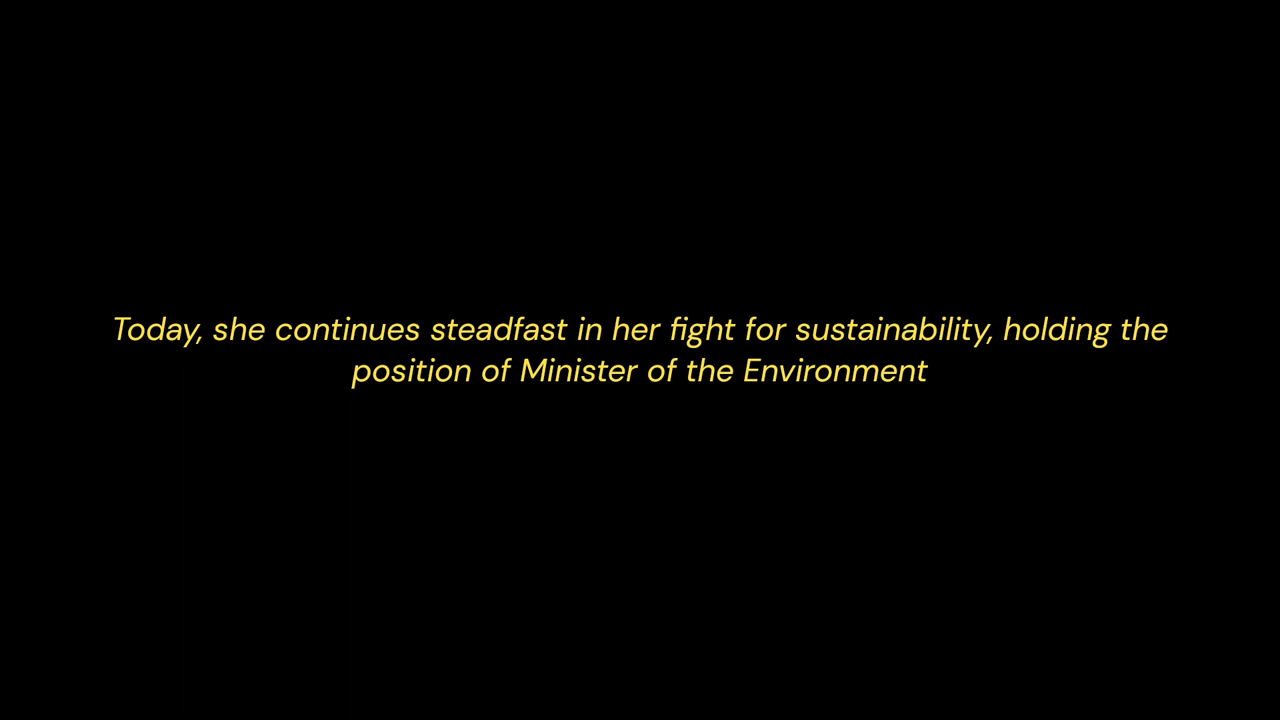 Today, she continues steadfast in her fight for sustainability, holding the
position of Minister of the Environment